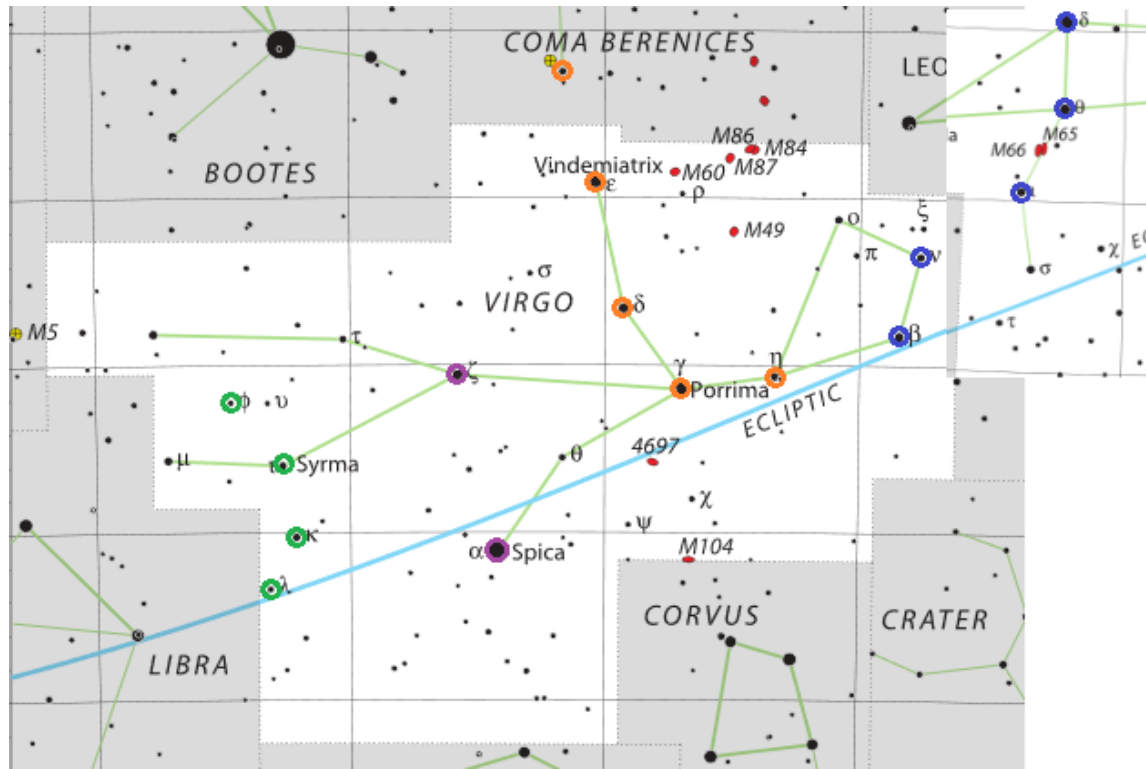 COMA BERENICES
δ
LEO
θ
a
M65
M66
ι
σ
χ
EC
τ
M86
M84
M87
M60
Vindemiatrix
ε
ρ
BOOTES
M49
ο
ξ
ν
π
σ
VIRGO
δ
M5
τ
β
γ
η
ζ
Porrima
ECLIPTIC
φ
υ
4697
θ
μ
ι
Syrma
χ
ψ
κ
α
Spica
M104
λ
CORVUS
CRATER
LIBRA